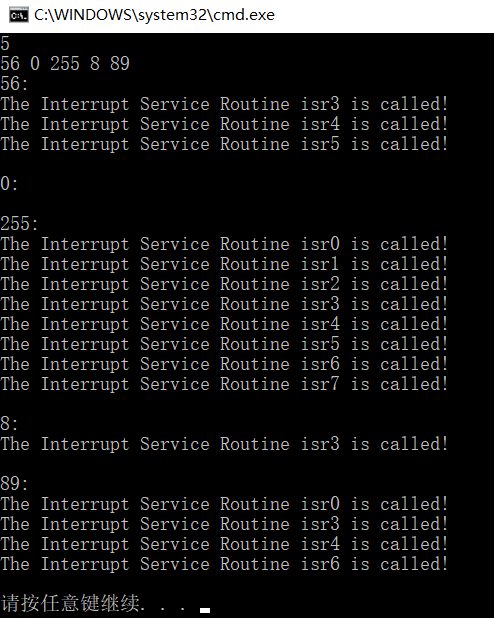 C:\WINDOWS\system32\cmd.exe
5
56 0 255 8 89
56:
The Interrupt Service Routine isr3 is called!
The Interrupt Service Routine isr4 is called!
The Interrupt Service Routine isr5 is called!
0:
255:
The Interrupt Service Routine isr0 is called!
The Interrupt Service Routine isr1 is called!
The Interrupt Service Routine isr2 is called!
The Interrupt Service Routine isr3 is called!
The Interrupt Service Routine isr4 is called!
The Interrupt Service Routine isr5 is called!
The Interrupt Service Routine isr6 is called!
The Interrupt Service Routine isr7 is called!
8:
The Interrupt Service Routine isr3 is called!
89:
The Interrupt Service Routine isr0 is called!
The Interrupt Service Routine isr3 is called!
The Interrupt Service Routine isr4 is called!
The Interrupt Service Routine isr6 is called!
请按任意键继续. . .